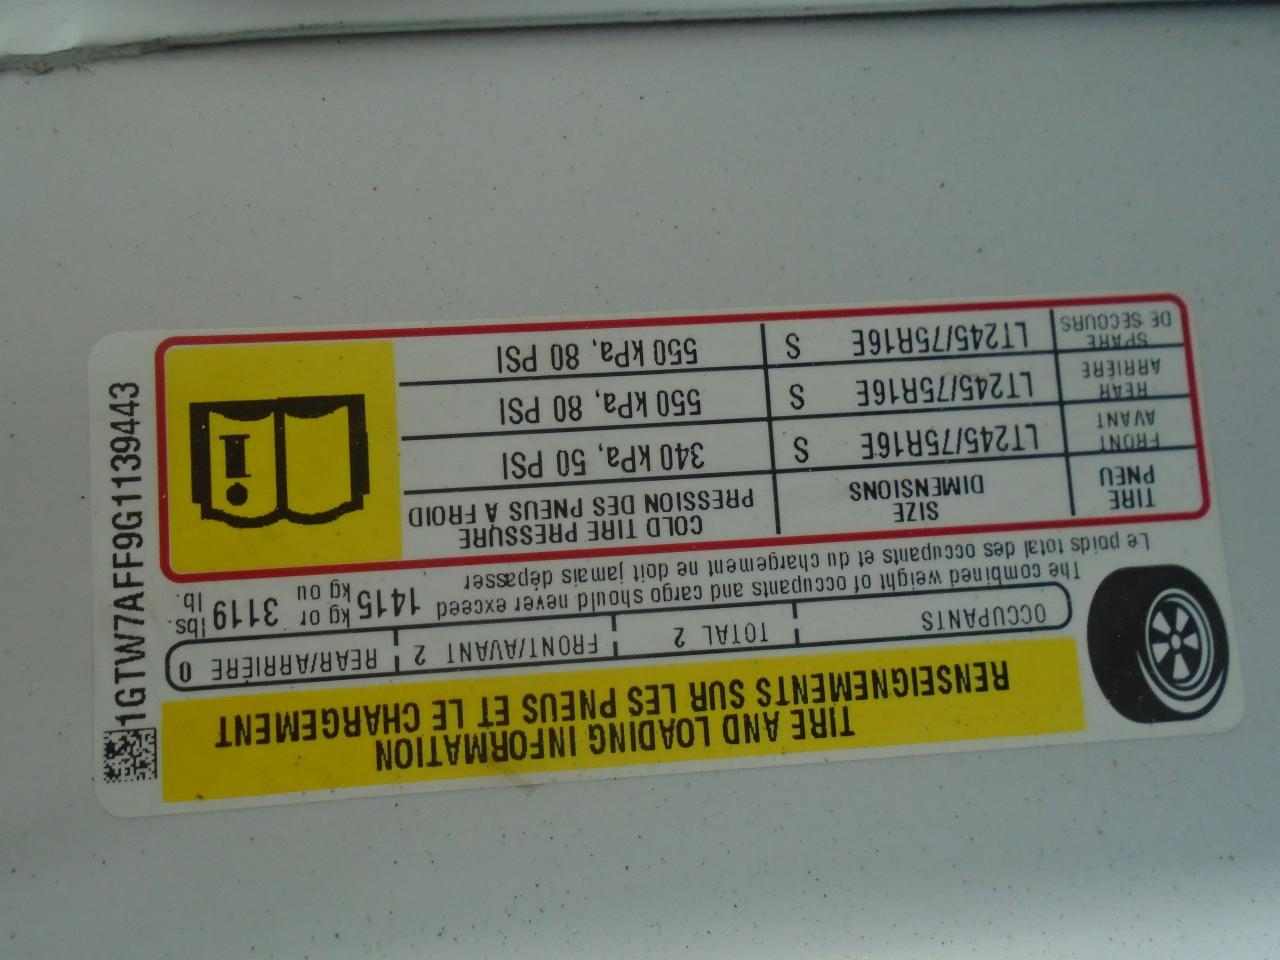 TIRE AND LOADING INFORMATION
RENSEIGNEMENTS SUR LES PNEUS ET LE CHARGEMENT
OCCUPANTS TOTAL 2 FRONT/AVANT 2 REAR/ARRIÈRE 0
The combined weight of occupants and cargo should never exceed 1415 kg or 3119 lbs.
Le poids total des occupants et du chargement ne doit jamais dépasser kg ou lb.
TIRE SIZE COLD TIRE PRESSURE
PNEU DIMENSIONS PRESSION DES PNEUS A FROID
FRONT AVANT LT245/75R16E S 340 kPa, 50 PSI
REAR ARRIÈRE LT245/75R16E S 550 kPa, 80 PSI
SPARE DE SECOURS LT245/75R16E S 550 kPa, 80 PSI
1GTW7AFF9G1139443